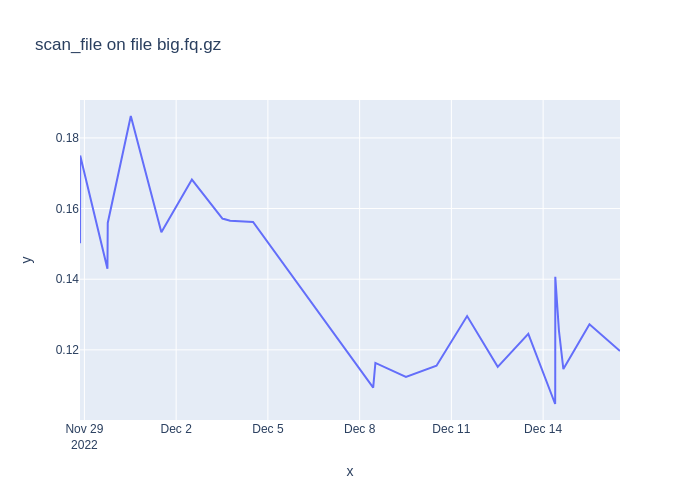 scan_file on file big.fq.gz
0.18
0.16
0.14
0.12
y
Nov 29
2022
Dec 2
Dec 5
Dec 8
Dec 11
Dec 14
x